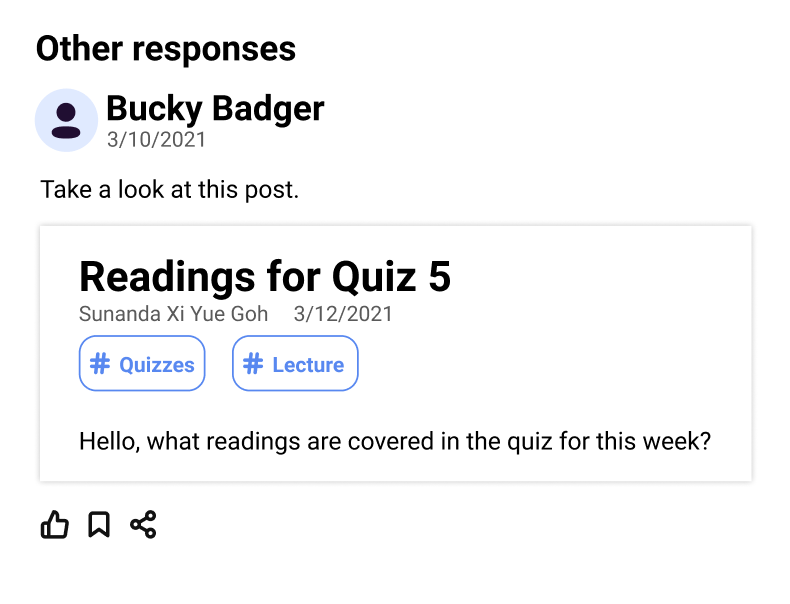 Other responses
Bucky Badger
3/10/2021
Take a look at this post.
Readings for Quiz 5
Sunanda Xi Yue Goh 3/12/2021
# Quizzes # Lecture
Hello, what readings are covered in the quiz for this week?